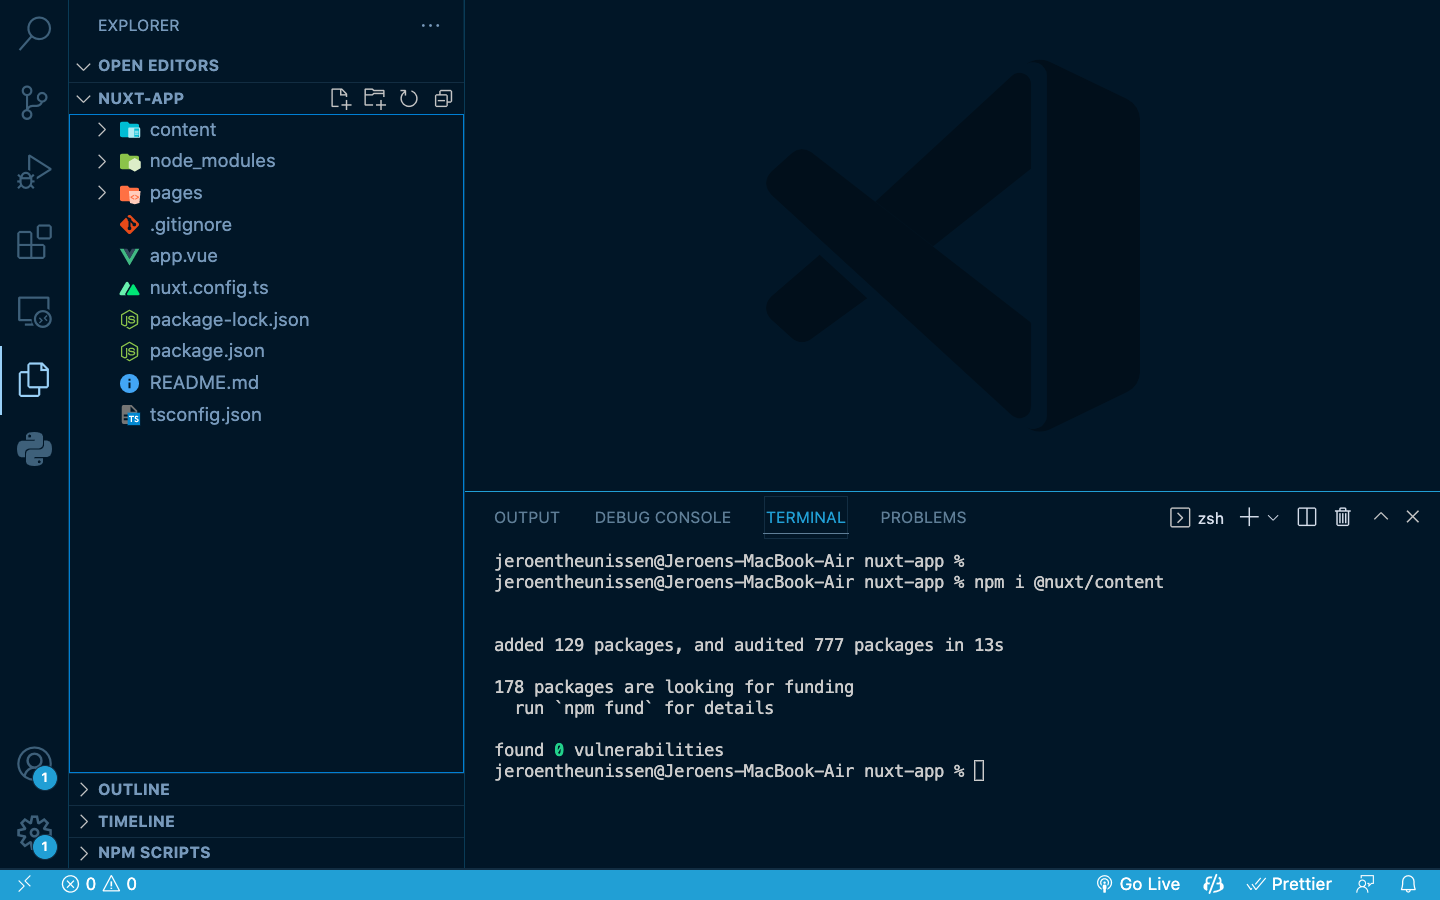 EXPLORER
OPEN EDITORS
NUXT-APP
content
node_modules
pages
.gitignore
app.vue
nuxt.config.ts
package-lock.json
package.json
README.md
TS
tsconfig.json
OUTLINE
TIMELINE
NPM SCRIPTS
1
1
OUTPUT
DEBUG CONSOLE
TERMINAL
PROBLEMS
zsh
jeroentheunissen@Jeroens-MacBook-Air nuxt-app %
jeroentheunissen@Jeroens-MacBook-Air nuxt-app % npm i @nuxt/content
added 129 packages, and audited 777 packages in 13s
178 packages are looking for funding
run `npm fund` for details
found 0 vulnerabilities
jeroentheunissen@Jeroens-MacBook-Air nuxt-app %
0 0
Go Live
Prettier